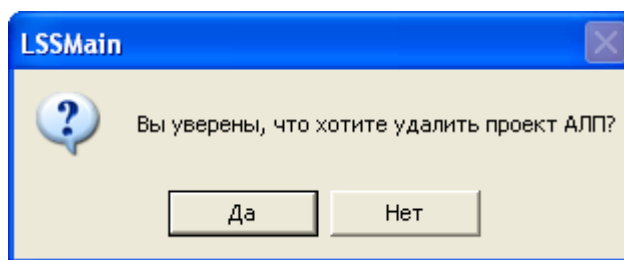 LSSMain
Вы уверены, что хотите удалить проект АЛП?
Да
Нет